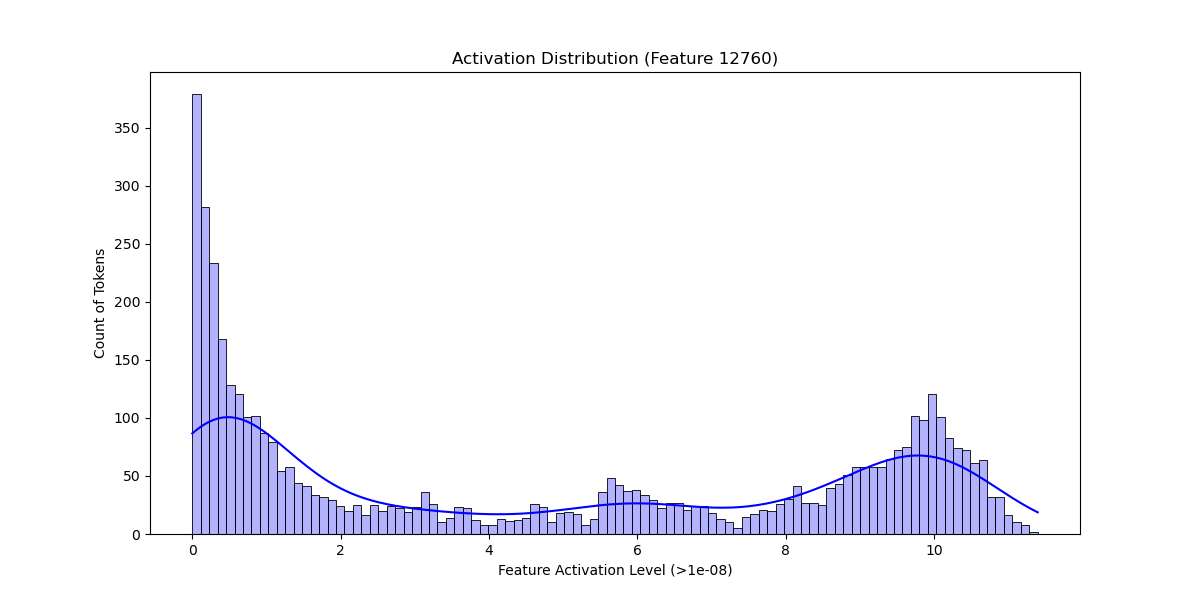 Activation Distribution (Feature 12760)
Count of Tokens
350
300
250
200
150
100
50
0
0 2 4 6 8 10
Feature Activation Level (>1e-08)